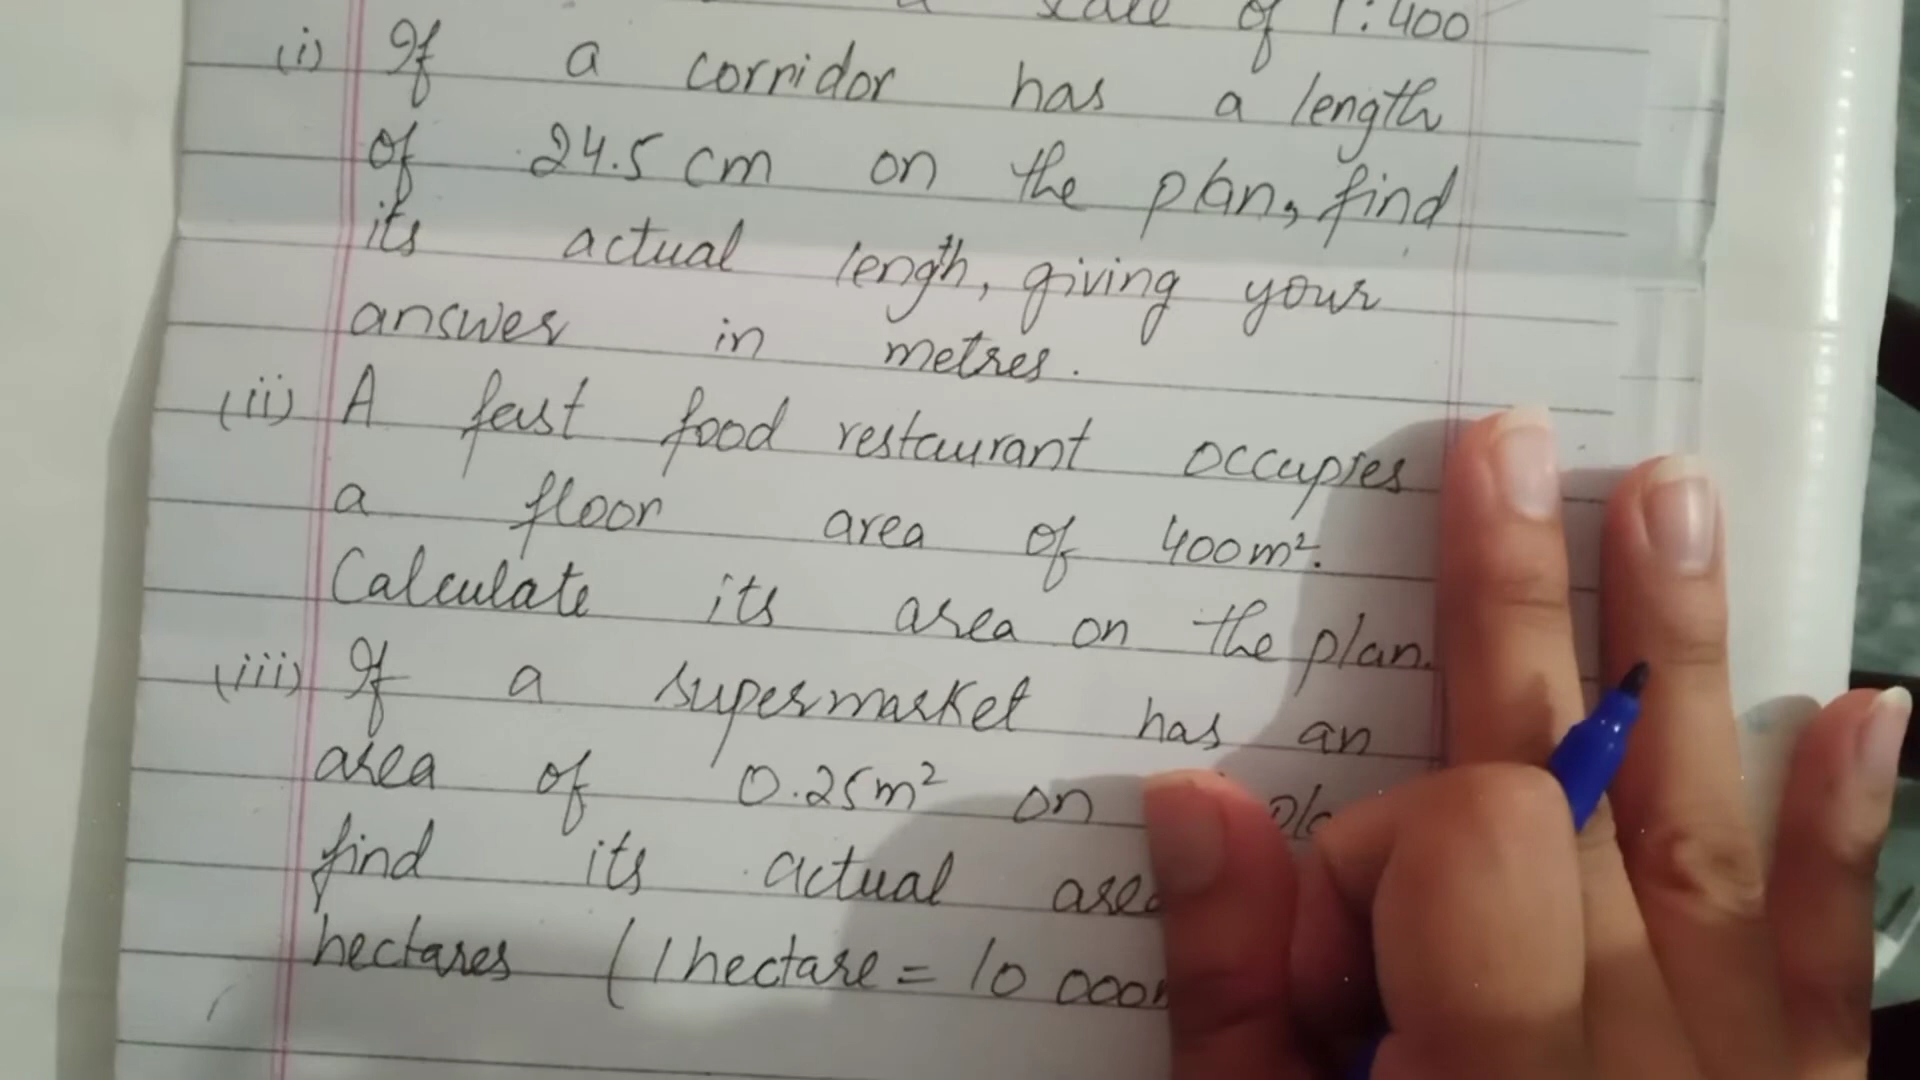 scale of 1:400
(i) If a corridor has a length
of 24.5 cm on the plan, find
its actual length, giving your
answer in metres.
(ii) A fast food restaurant occupies
a floor area of 400m².
Calculate its area on the plan.
(iii) If a supermarket has an
area of 0.25m² on
find its actual
hectares (1 hectare = 10 000